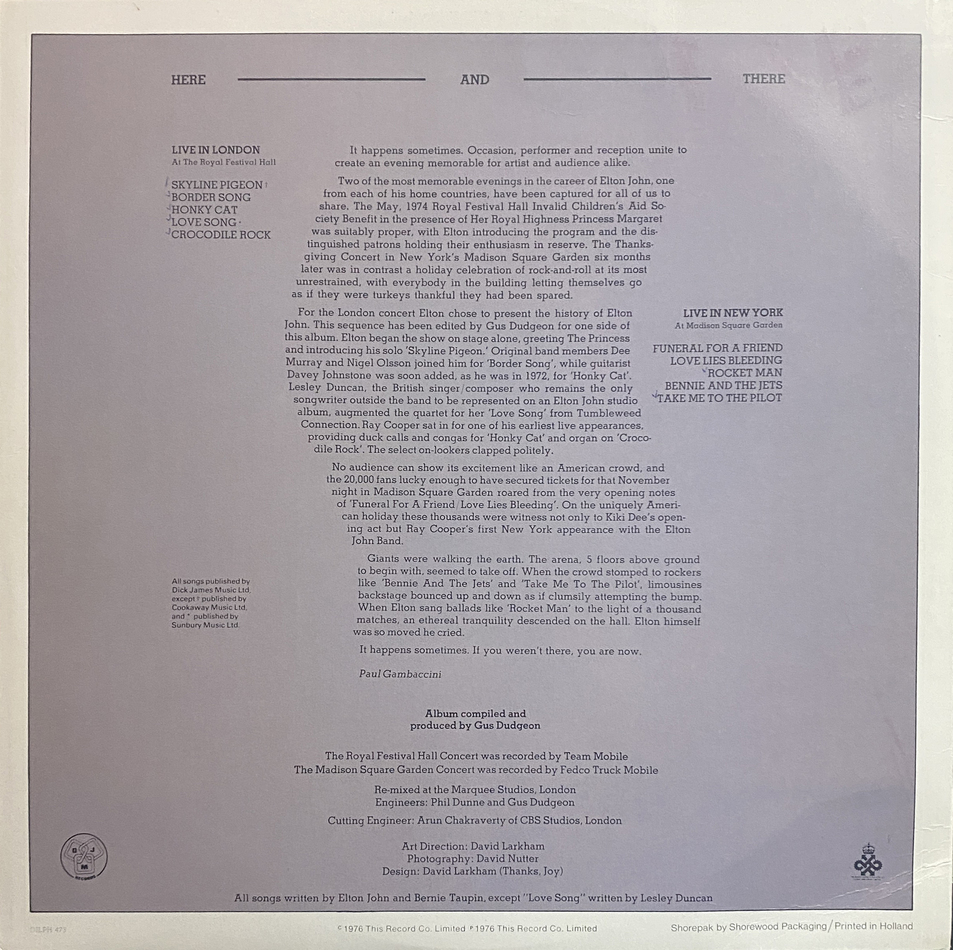 HERE AND THERE
LIVE IN LONDON
At The Royal Festival Hall
SKYLINE PIGEON†
BORDER SONG
HONKY CAT
LOVE SONG*
CROCODILE ROCK
It happens sometimes. Occasion, performer and reception unite to
create an evening memorable for artist and audience alike.
Two of the most memorable evenings in the career of Elton John, one
from each of his home countries, have been captured for all of us to
share. The May, 1974 Royal Festival Hall Invalid Children's Aid So-
ciety Benefit in the presence of Her Royal Highness Princess Margaret
was suitably proper, with Elton introducing the program and the dis-
tinguished patrons holding their enthusiasm in reserve. The Thanks-
giving Concert in New York's Madison Square Garden six months
later was in contrast a holiday celebration of rock-and-roll at its most
unrestrained, with everybody in the building letting themselves go
as if they were turkeys thankful they had been spared.
For the London concert Elton chose to present the history of Elton
John. This sequence has been edited by Gus Dudgeon for one side of
this album. Elton began the show on stage alone, greeting The Princess
and introducing his solo 'Skyline Pigeon.' Original band members Dee
Murray and Nigel Olsson joined him for 'Border Song', while guitarist
Davey Johnstone was soon added, as he was in 1972, for 'Honky Cat'.
Lesley Duncan, the British singer/composer who remains the only
songwriter outside the band to be represented on an Elton John studio
album, augmented the quartet for her 'Love Song' from Tumbleweed
Connection. Ray Cooper sat in for one of his earliest live appearances,
providing duck calls and congas for 'Honky Cat' and organ on 'Croco-
dile Rock'. The select on-lookers clapped politely.
LIVE IN NEW YORK
At Madison Square Garden
FUNERAL FOR A FRIEND
LOVE LIES BLEEDING
ROCKET MAN
BENNIE AND THE JETS
TAKE ME TO THE PILOT
No audience can show its excitement like an American crowd, and
the 20,000 fans lucky enough to have secured tickets for that November
night in Madison Square Garden roared from the very opening notes
of 'Funeral For A Friend/Love Lies Bleeding'. On the uniquely Ameri-
can holiday these thousands were witness not only to Kiki Dee's open-
ing act but Ray Cooper's first New York appearance with the Elton
John Band.
Giants were walking the earth. The arena, 5 floors above ground
to begin with, seemed to take off. When the crowd stomped to rockers
like 'Bennie And The Jets' and 'Take Me To The Pilot', limousines
backstage bounced up and down as if clumsily attempting the bump.
When Elton sang ballads like 'Rocket Man' to the light of a thousand
matches, an ethereal tranquility descended on the hall. Elton himself
was so moved he cried.
It happens sometimes. If you weren't there, you are now.
Paul Gambaccini
All songs published by
Dick James Music Ltd,
except † published by
Cookaway Music Ltd,
and * published by
Sunbury Music Ltd.
Album compiled and
produced by Gus Dudgeon
The Royal Festival Hall Concert was recorded by Team Mobile
The Madison Square Garden Concert was recorded by Fedco Truck Mobile
Re-mixed at the Marquee Studios, London
Engineers: Phil Dunne and Gus Dudgeon
Cutting Engineer: Arun Chakraverty of CBS Studios, London
Art Direction: David Larkham
Photography: David Nutter
Design: David Larkham (Thanks, Joy)
All songs written by Elton John and Bernie Taupin, except "Love Song" written by Lesley Duncan
D J M
© 1976 This Record Co. Limited ℗ 1976 This Record Co. Limited
Shorepak by Shorewood Packaging/Printed in Holland